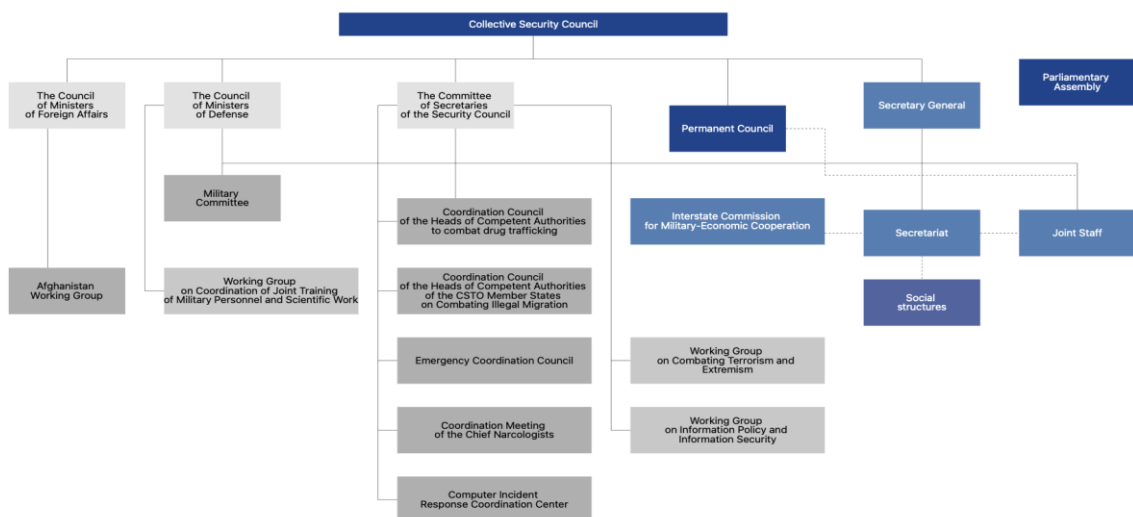 Collective Security Council
The Council
of Ministers
of Foreign Affairs
The Council
of Ministers
of Defense
The Committee
of Secretaries
of the Security Council
Permanent Council
Secretary General
Parliamentary
Assembly
Military
Committee
Coordination Council
of the Heads of Competent Authorities
to combat drug trafficking
Interstate Commission
for Military-Economic Cooperation
Secretariat
Joint Staff
Afghanistan
Working Group
Working Group
on Coordination of Joint Training
of Military Personnel and Scientific Work
Coordination Council
of the Heads of Competent Authorities
of the CSTO Member States
on Combating Illegal Migration
Social
structures
Emergency Coordination Council
Working Group
on Combating Terrorism and
Extremism
Coordination Meeting
of the Chief Narcologists
Working Group
on Information Policy and
Information Security
Computer Incident
Response Coordination Center